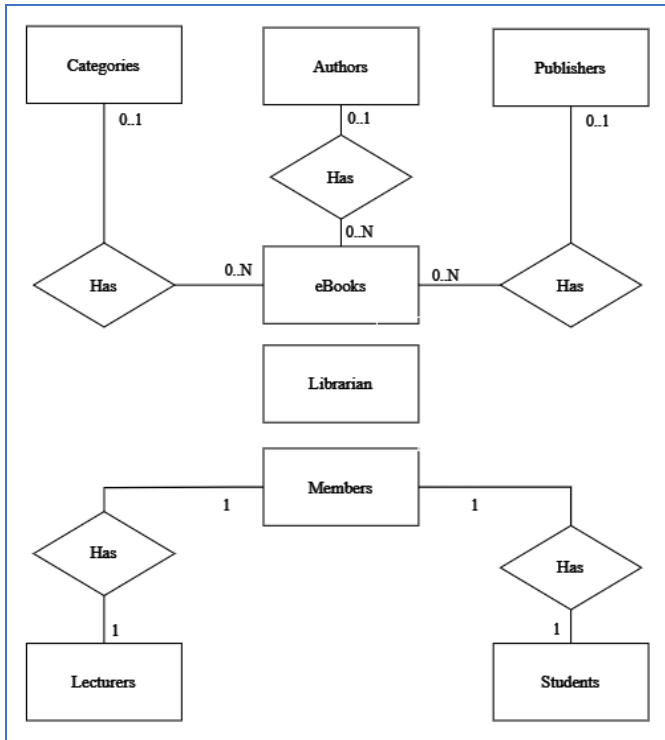 Categories
Authors
Publishers
0..1
0..1
0..1
Has
0..N
Has
0..N
eBooks
0..N
Has
Librarian
Members
1
1
Has
Has
1
1
Lecturers
Students